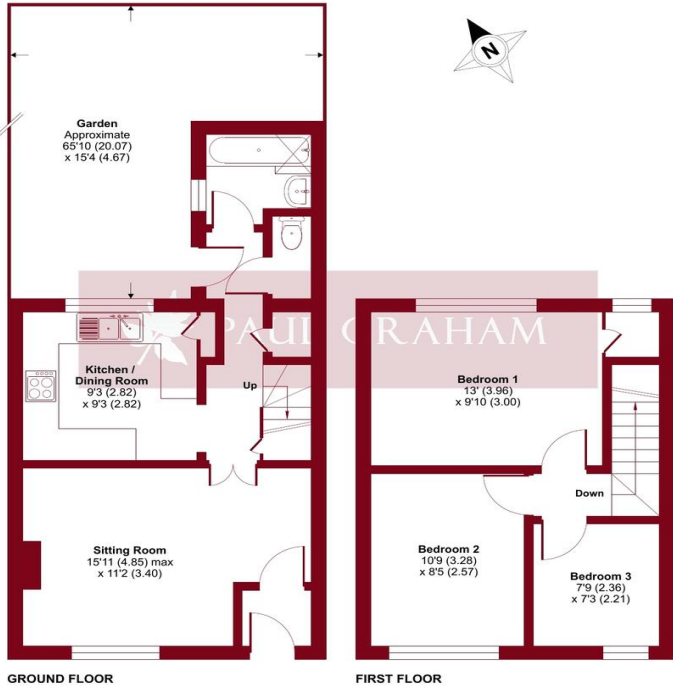 N
Garden
Approximate
65'10 (20.07)
x 15'4 (4.67)
PAUL GRAHAM
Kitchen /
Dining Room
9'3 (2.82)
x 9'3 (2.82)
Up
Bedroom 1
13' (3.96)
x 9'10 (3.00)
Down
Sitting Room
15'11 (4.85) max
x 11'2 (3.40)
Bedroom 2
10'9 (3.28)
x 8'5 (2.57)
Bedroom 3
7'9 (2.36)
x 7'3 (2.21)
GROUND FLOOR
FIRST FLOOR